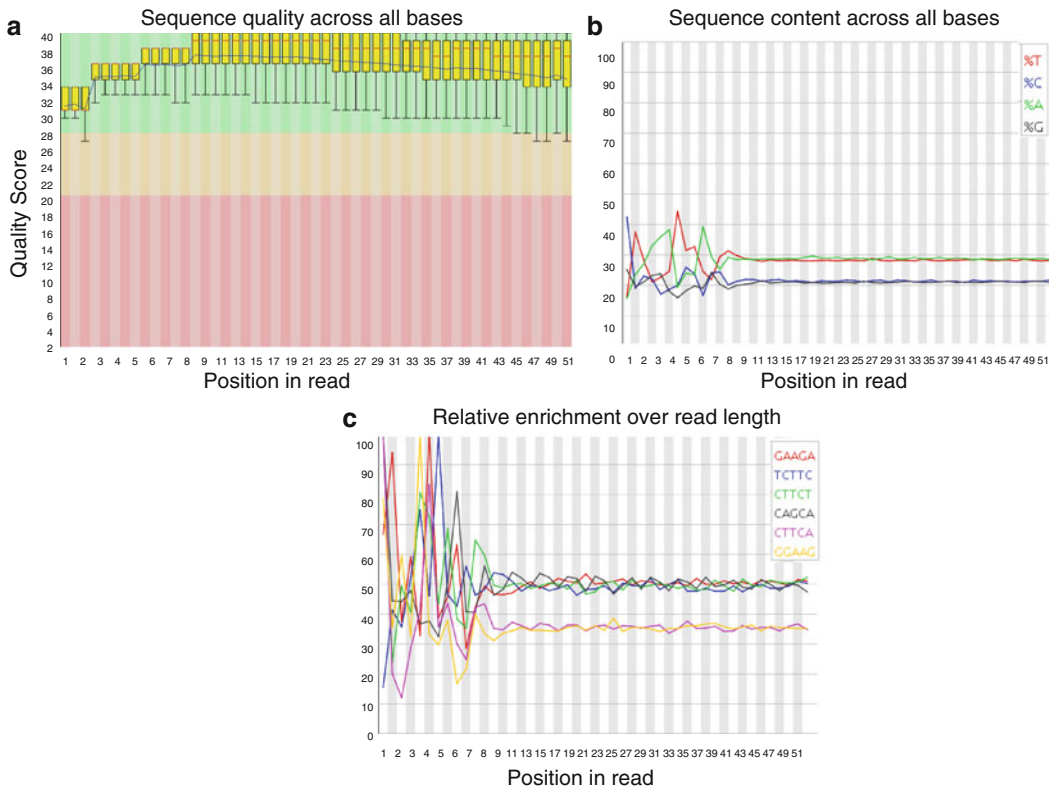 a
Sequence quality across all bases
Quality Score
40
38
36
34
32
30
28
26
24
22
20
18
16
14
12
10
8
6
4
2
1 2 3 4 5 6 7 8 9 11 13 15 17 19 21 23 25 27 29 31 33 35 37 39 41 43 45 47 49 51
Position in read
b
Sequence content across all bases
100
90
80
70
60
50
40
30
20
10
0
%T
%C
%A
%G
1 2 3 4 5 6 7 8 9 11 13 15 17 19 21 23 25 27 29 31 33 35 37 39 41 43 45 47 49 51
Position in read
c
Relative enrichment over read length
100
90
80
70
60
50
40
30
20
10
0
GAAGA
TCTTC
CTTCT
CAGCA
CTTCA
GGAAG
1 2 3 4 5 6 7 8 9 11 13 15 17 19 21 23 25 27 29 31 33 35 37 39 41 43 45 47 49 51
Position in read